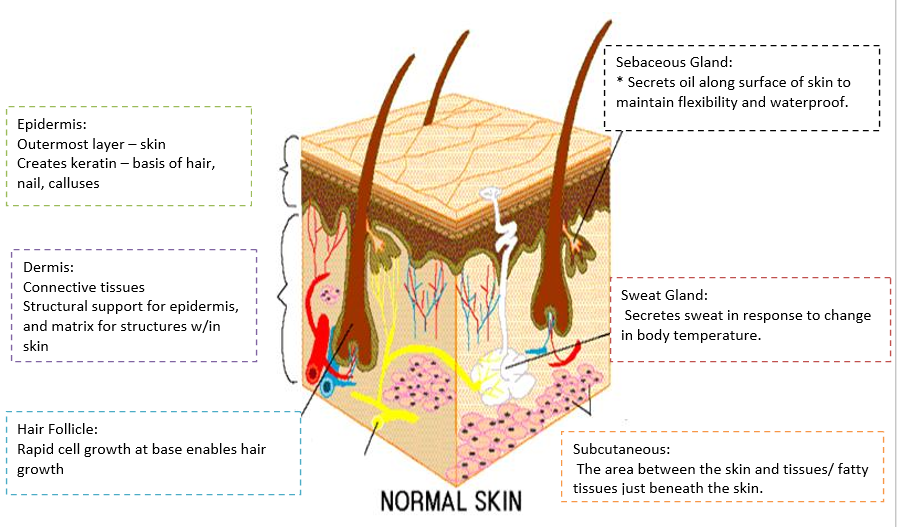 Sebaceous Gland:
* Secrets oil along surface of skin to
maintain flexibility and waterproof.
Epidermis:
Outermost layer – skin
Creates keratin – basis of hair,
nail, calluses
Dermis:
Connective tissues
Structural support for epidermis,
and matrix for structures w/in
skin
Sweat Gland:
Secretes sweat in response to change
in body temperature.
Hair Follicle:
Rapid cell growth at base enables hair
growth
Subcutaneous:
The area between the skin and tissues/ fatty
tissues just beneath the skin.
NORMAL SKIN